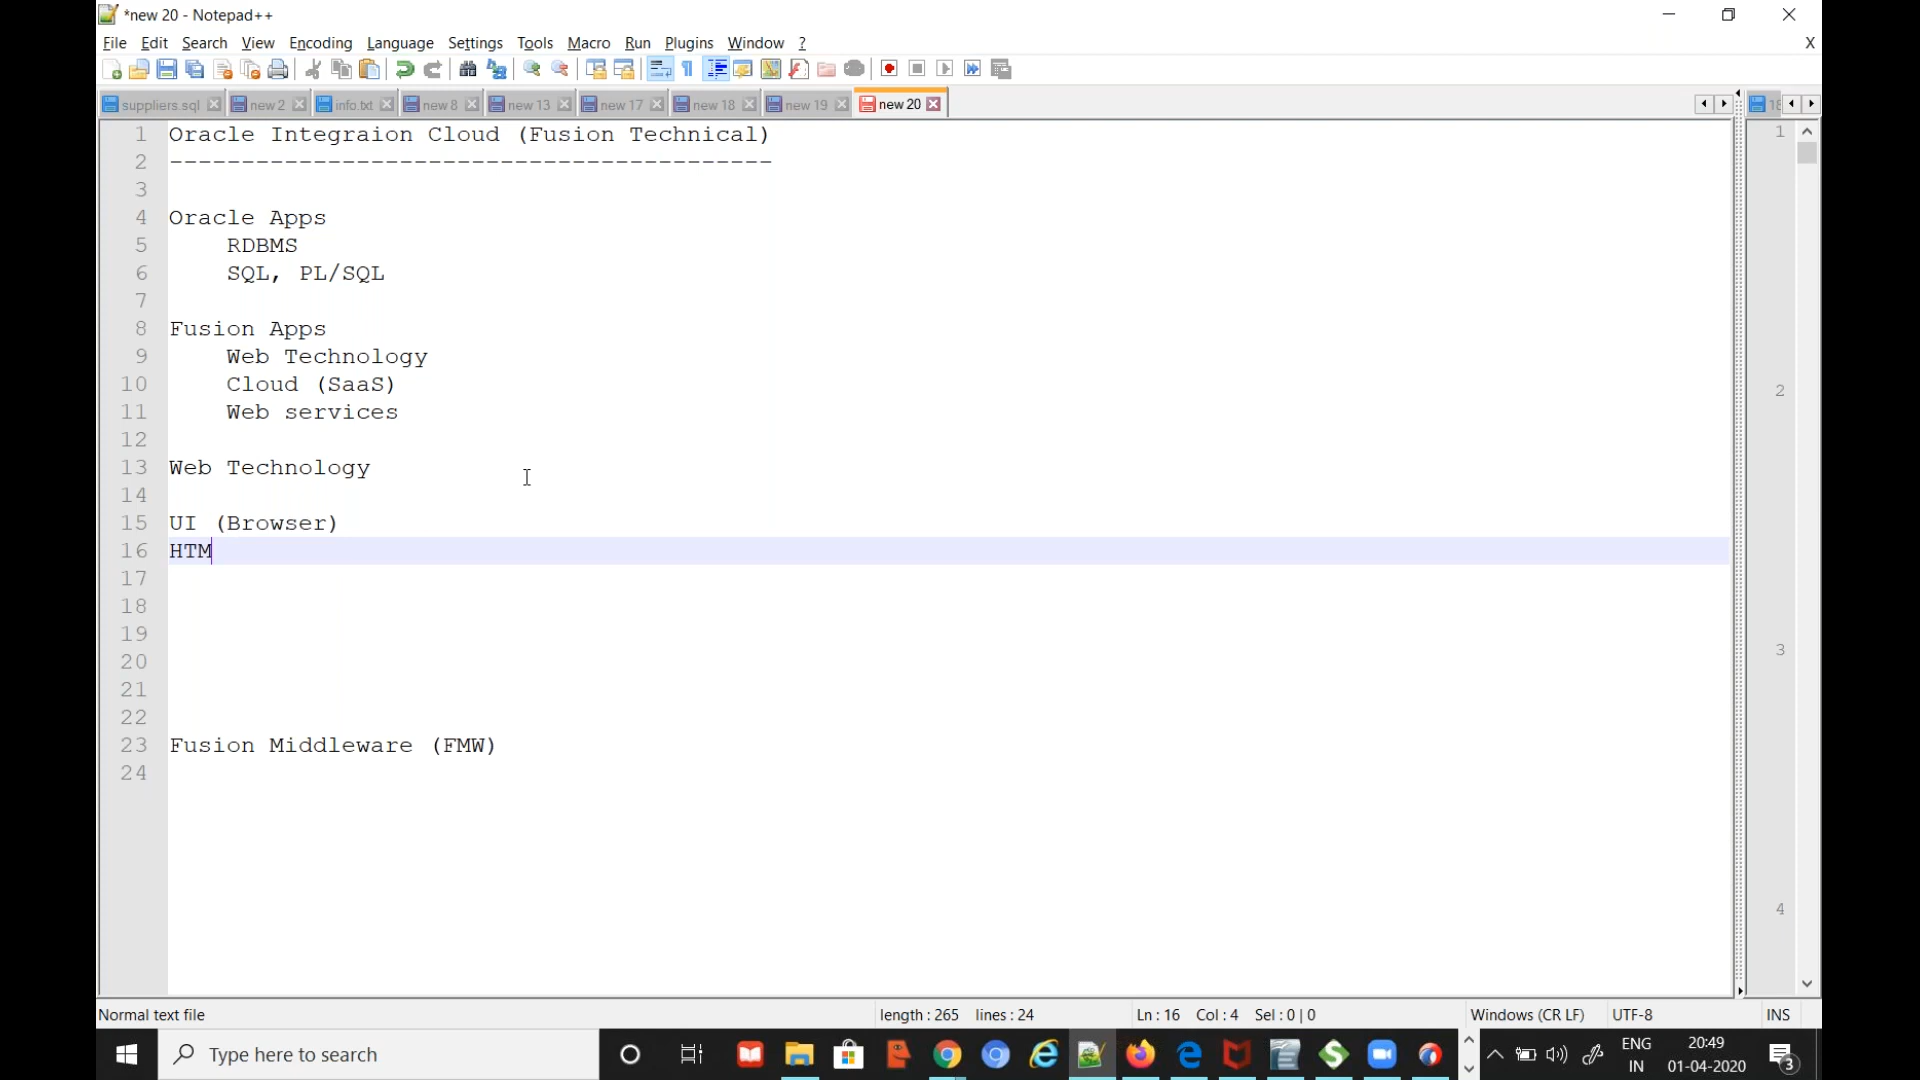 *new 20 - Notepad++
File Edit Search View Encoding Language Settings Tools Macro Run Plugins Window ? X
suppliers.sql new 2 info.txt new 8 new 13 new 17 new 18 new 19 new 20
1 Oracle Integraion Cloud (Fusion Technical) 1
2 ------------------------------------------
3
4 Oracle Apps
5 RDBMS
6 SQL, PL/SQL
7
8 Fusion Apps
9 Web Technology
10 Cloud (SaaS) 2
11 Web services
12
13 Web Technology
14
15 UI (Browser)
16 HTM
17
18
19
20 3
21
22
23 Fusion Middleware (FMW)
24
4
Normal text file length : 265 lines : 24 Ln : 16 Col : 4 Sel : 0 | 0 Windows (CR LF) UTF-8 INS
Type here to search ENG 20:49
IN 01-04-2020 3